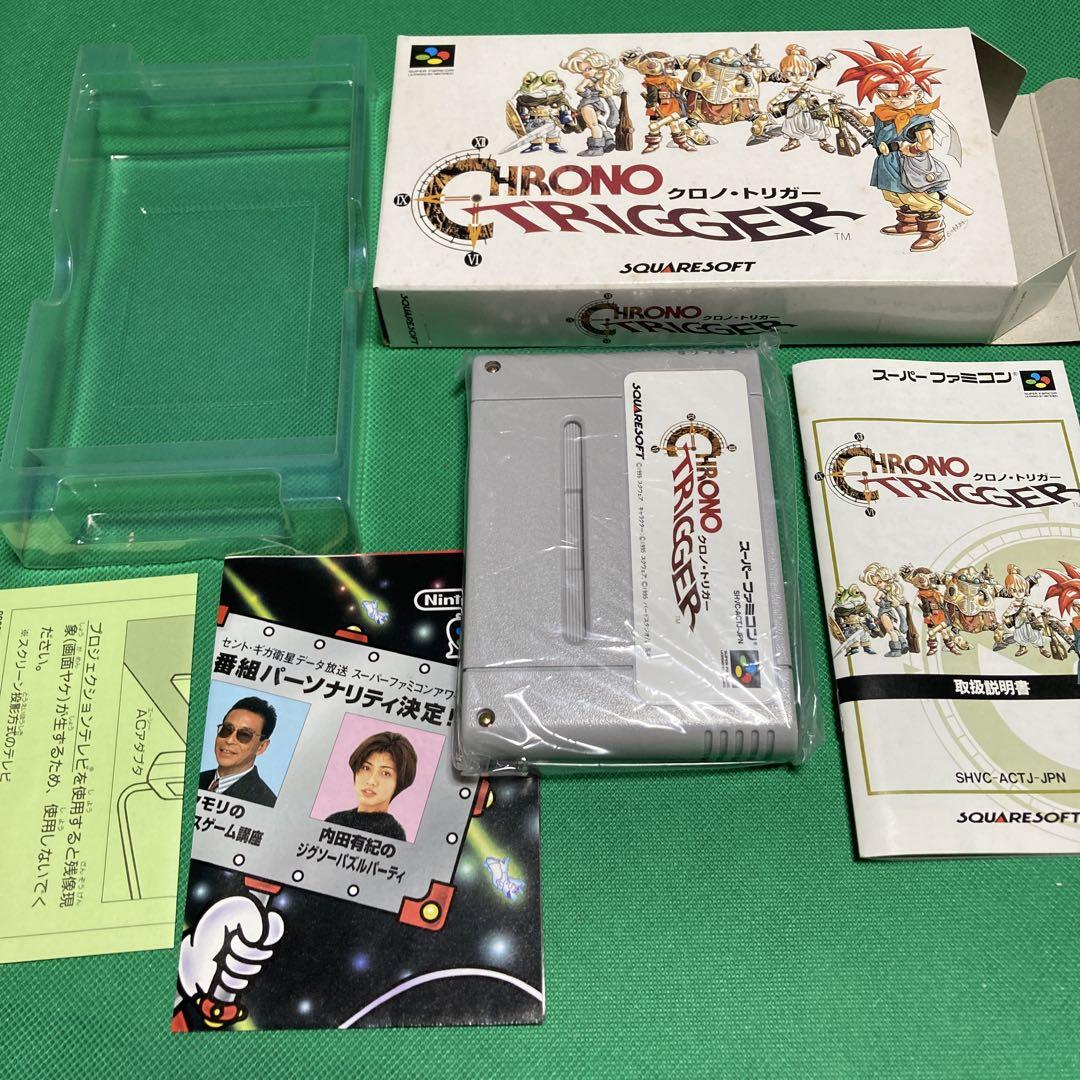 SUPER FAMICOM
XII
IX
VI
CHRONO
クロノ・トリガー
TRIGGER
TM
SQUARESOFT
SQUARESOFT
CHRONO
クロノ・トリガー
TRIGGER
SQUARESOFT
CHRONO
TRIGGER
TM
クロノ・トリガー
スーパーファミコン
SHVC-ACTJ-JPN
スーパーファミコン®
XII
IX
VI
CHRONO
クロノ・トリガー
TRIGGER
取扱説明書
SHVC-ACTJ-JPN
SQUARESOFT
Nint
セント・ギガ衛星データ放送 スーパーファミコンアワー
番組パーソナリティ決定!
モリの
スゲーム講座
内田有紀の
ジグソーパズルパーティ
プロジェクションテレビを使用すると残像現
象(画面ヤケ)が生ずるため、使用しないでく
ださい。
※スクリーン投影方式のテレビ
ACアダプタ